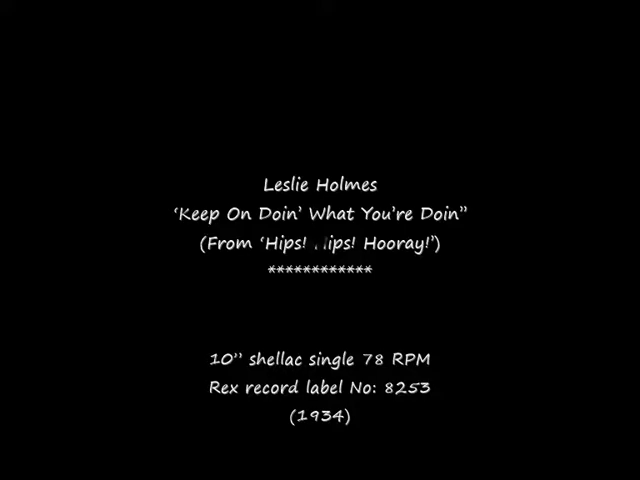 Leslie Holmes
‘Keep On Doin’ What You’re Doin”
(From ‘Hips! Hips! Hooray!’)
************
10” shellac single 78 RPM
Rex record label No: 8253
(1934)